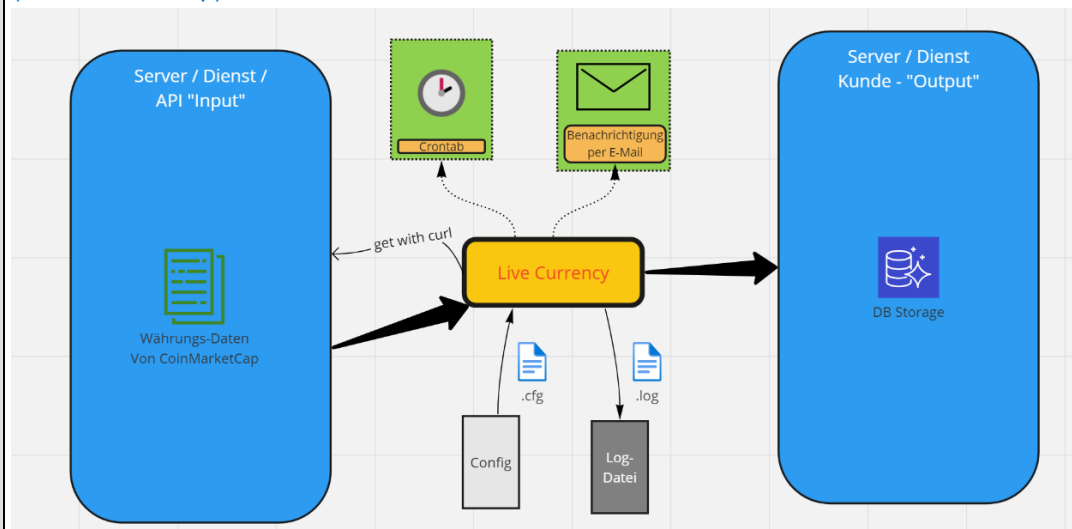 Server / Dienst /
API "Input"
Crontab
Benachrichtigung
per E-Mail
Server / Dienst
Kunde - "Output"
get with curl
Live Currency
Währungs-Daten
Von CoinMarketCap
DB Storage
.cfg
.log
Config
Log-
Datei